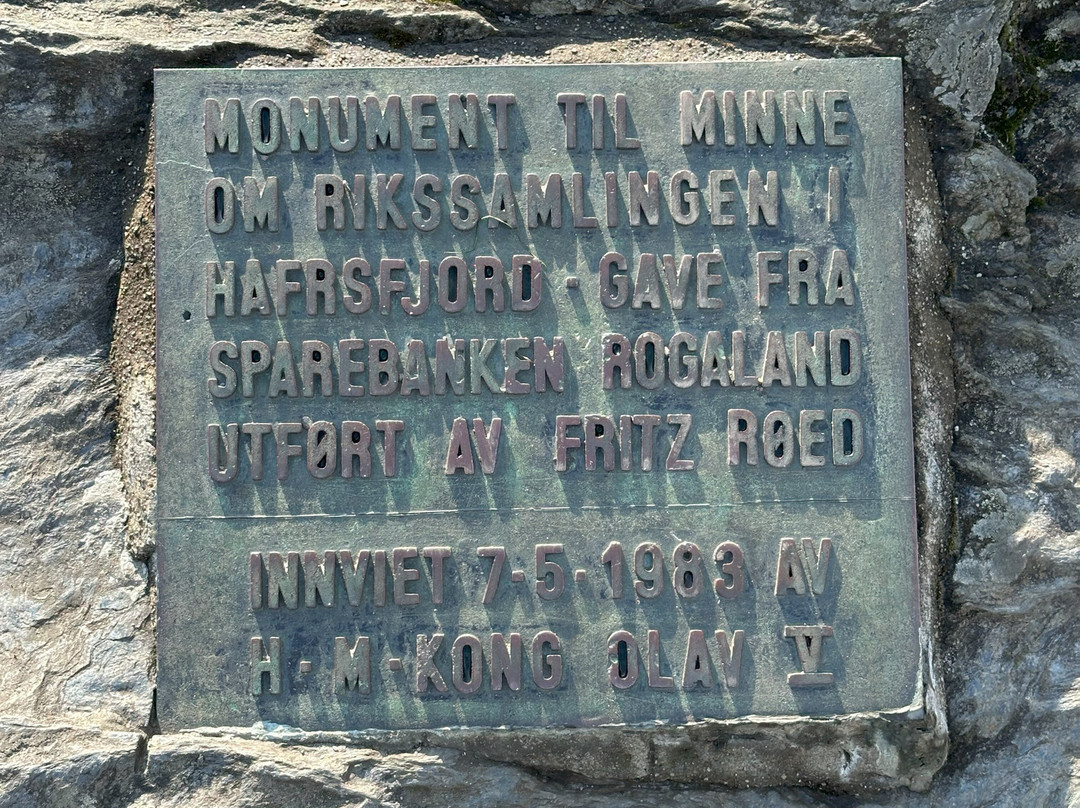 MONUMENT TIL MINNE
OM RIKSSAMLINGEN I
HAFRSFJORD · GAVE FRA
SPAREBANKEN ROGALAND
UTFØRT AV FRITZ RØED
INNVIET 7·5·1983 AV
H·M·KONG OLAV V